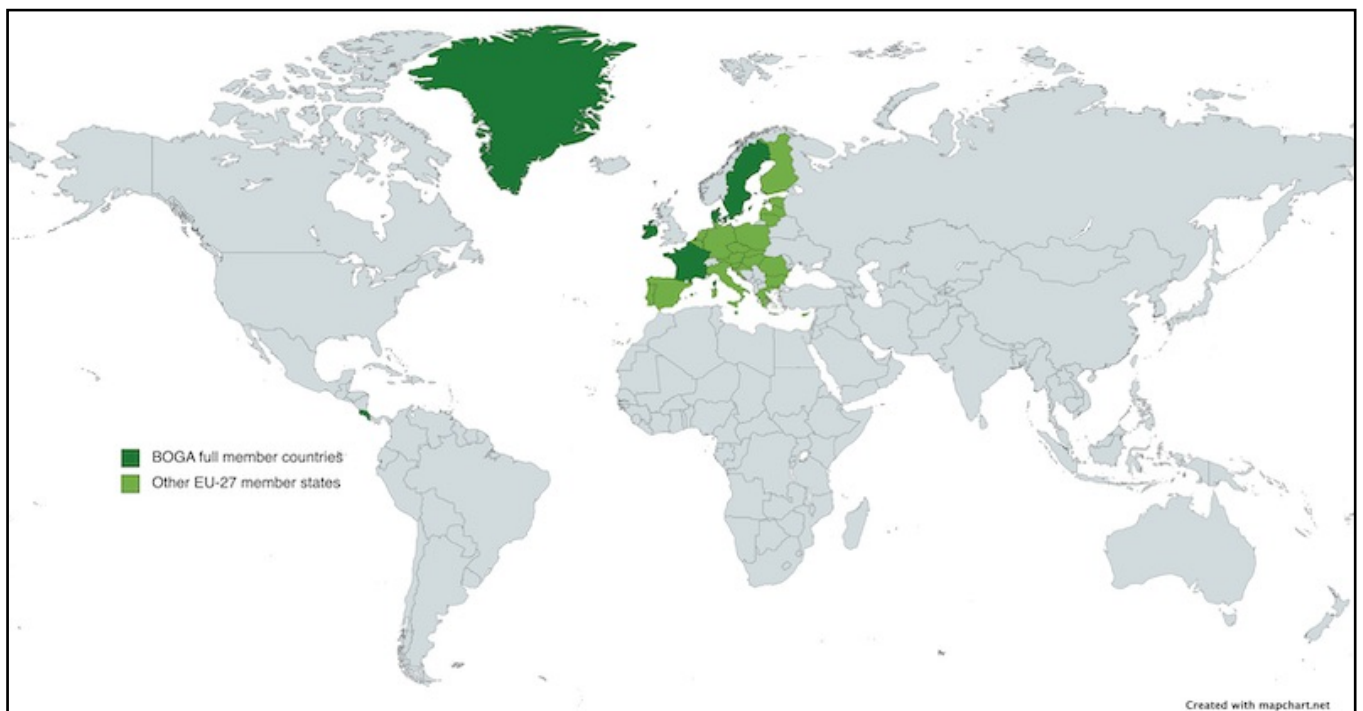 BOGA full member countries
Other EU-27 member states
Created with mapchart.net